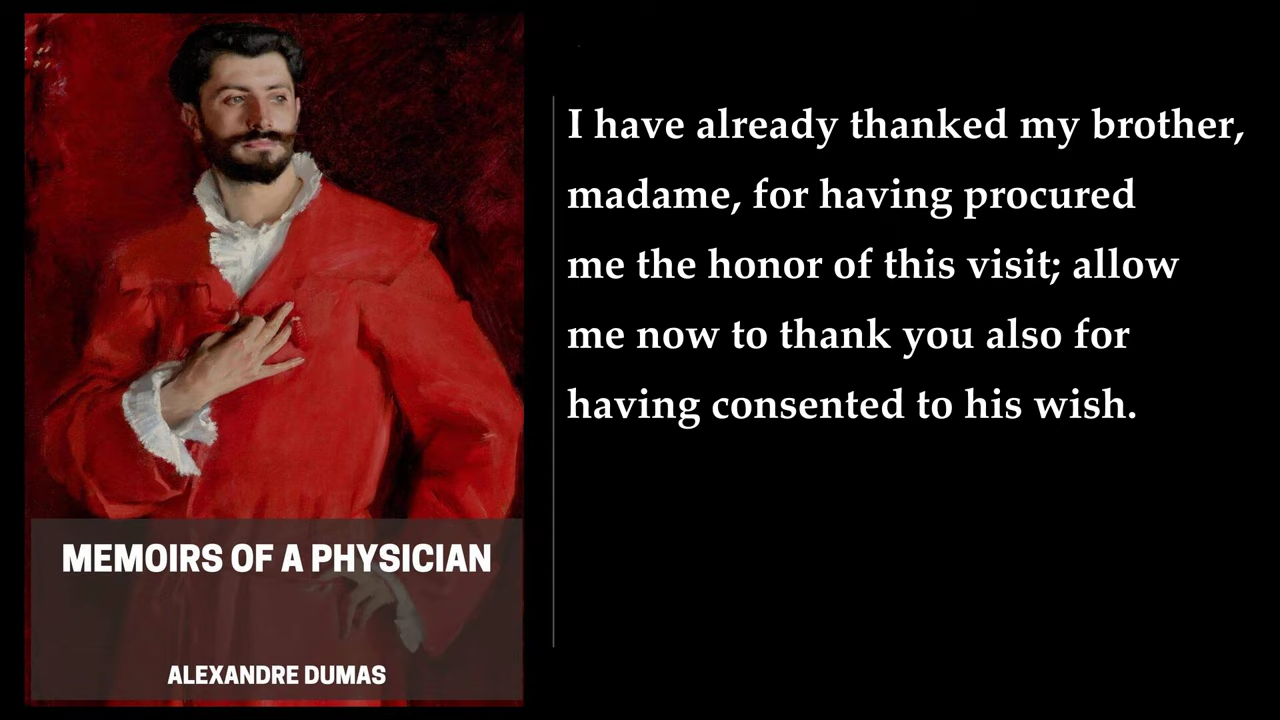 I have already thanked my brother,
madame, for having procured
me the honor of this visit; allow
me now to thank you also for
having consented to his wish.
MEMOIRS OF A PHYSICIAN
ALEXANDRE DUMAS